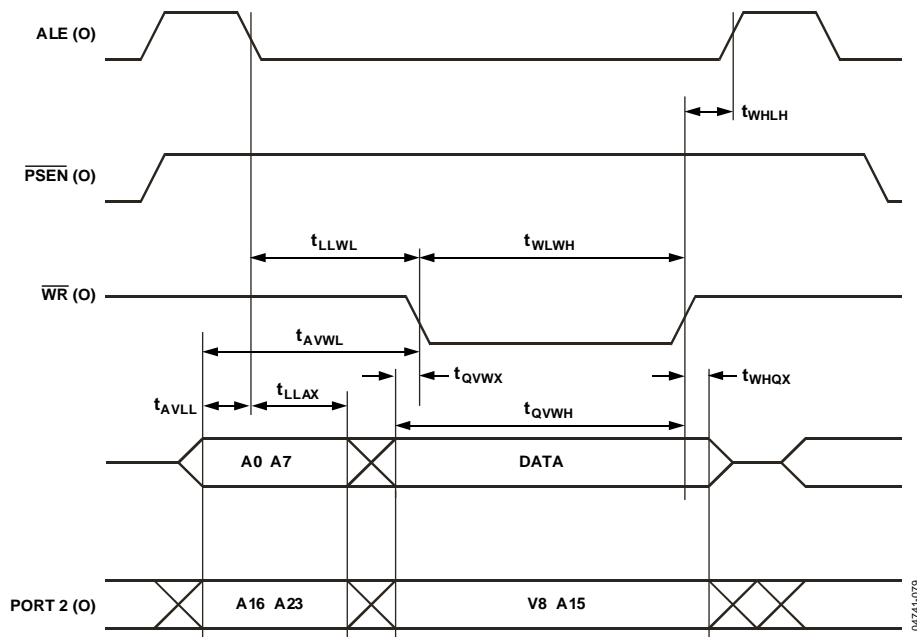 ALE (O)
tWHLH
PSEN (O)
tLLWL
tWLWH
WR (O)
tAVWL
tQVWX
tWHQX
tAVLL
tLLAX
tQVWH
A0 A7
DATA
PORT 2 (O)
A16 A23
V8 A15
04741-079